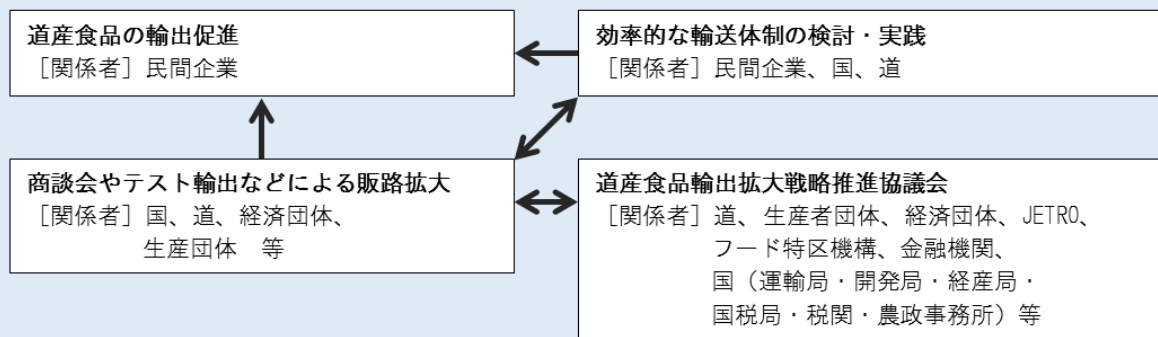 道産食品の輸出促進
［関係者］民間企業
効率的な輸送体制の検討・実践
［関係者］民間企業、国、道
商談会やテスト輸出などによる販路拡大
［関係者］国、道、経済団体、
生産団体　等
道産食品輸出拡大戦略推進協議会
［関係者］道、生産者団体、経済団体、JETRO、
フード特区機構、金融機関、
国（運輸局・開発局・経産局・
国税局・税関・農政事務所）等